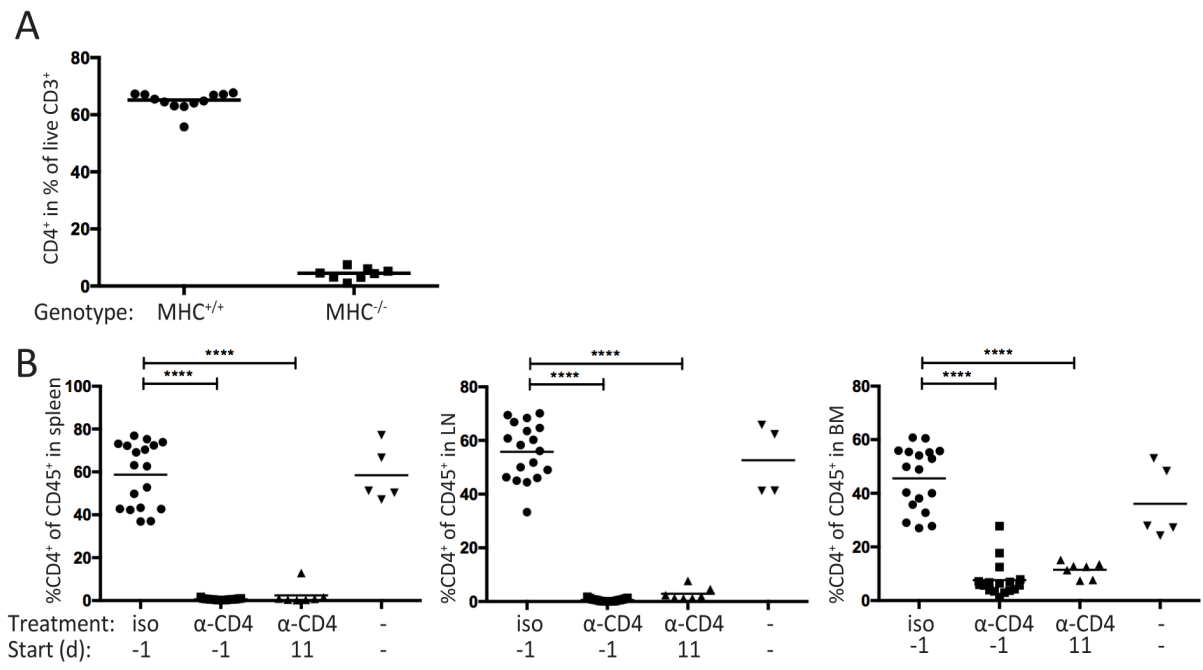 A
CD4⁺ in % of live CD3⁺
80
60
40
20
0
Genotype: MHC⁺/⁺ MHC⁻/⁻
B
**** 
****
%CD4⁺ of CD45⁺ in spleen
100
80
60
40
20
0
Treatment: iso α-CD4 α-CD4 -
Start (d): -1 -1 11 -
****
****
%CD4⁺ of CD45⁺ in LN
80
60
40
20
0
iso α-CD4 α-CD4 -
-1 -1 11 -
****
****
%CD4⁺ of CD45⁺ in BM
80
60
40
20
0
iso α-CD4 α-CD4 -
-1 -1 11 -